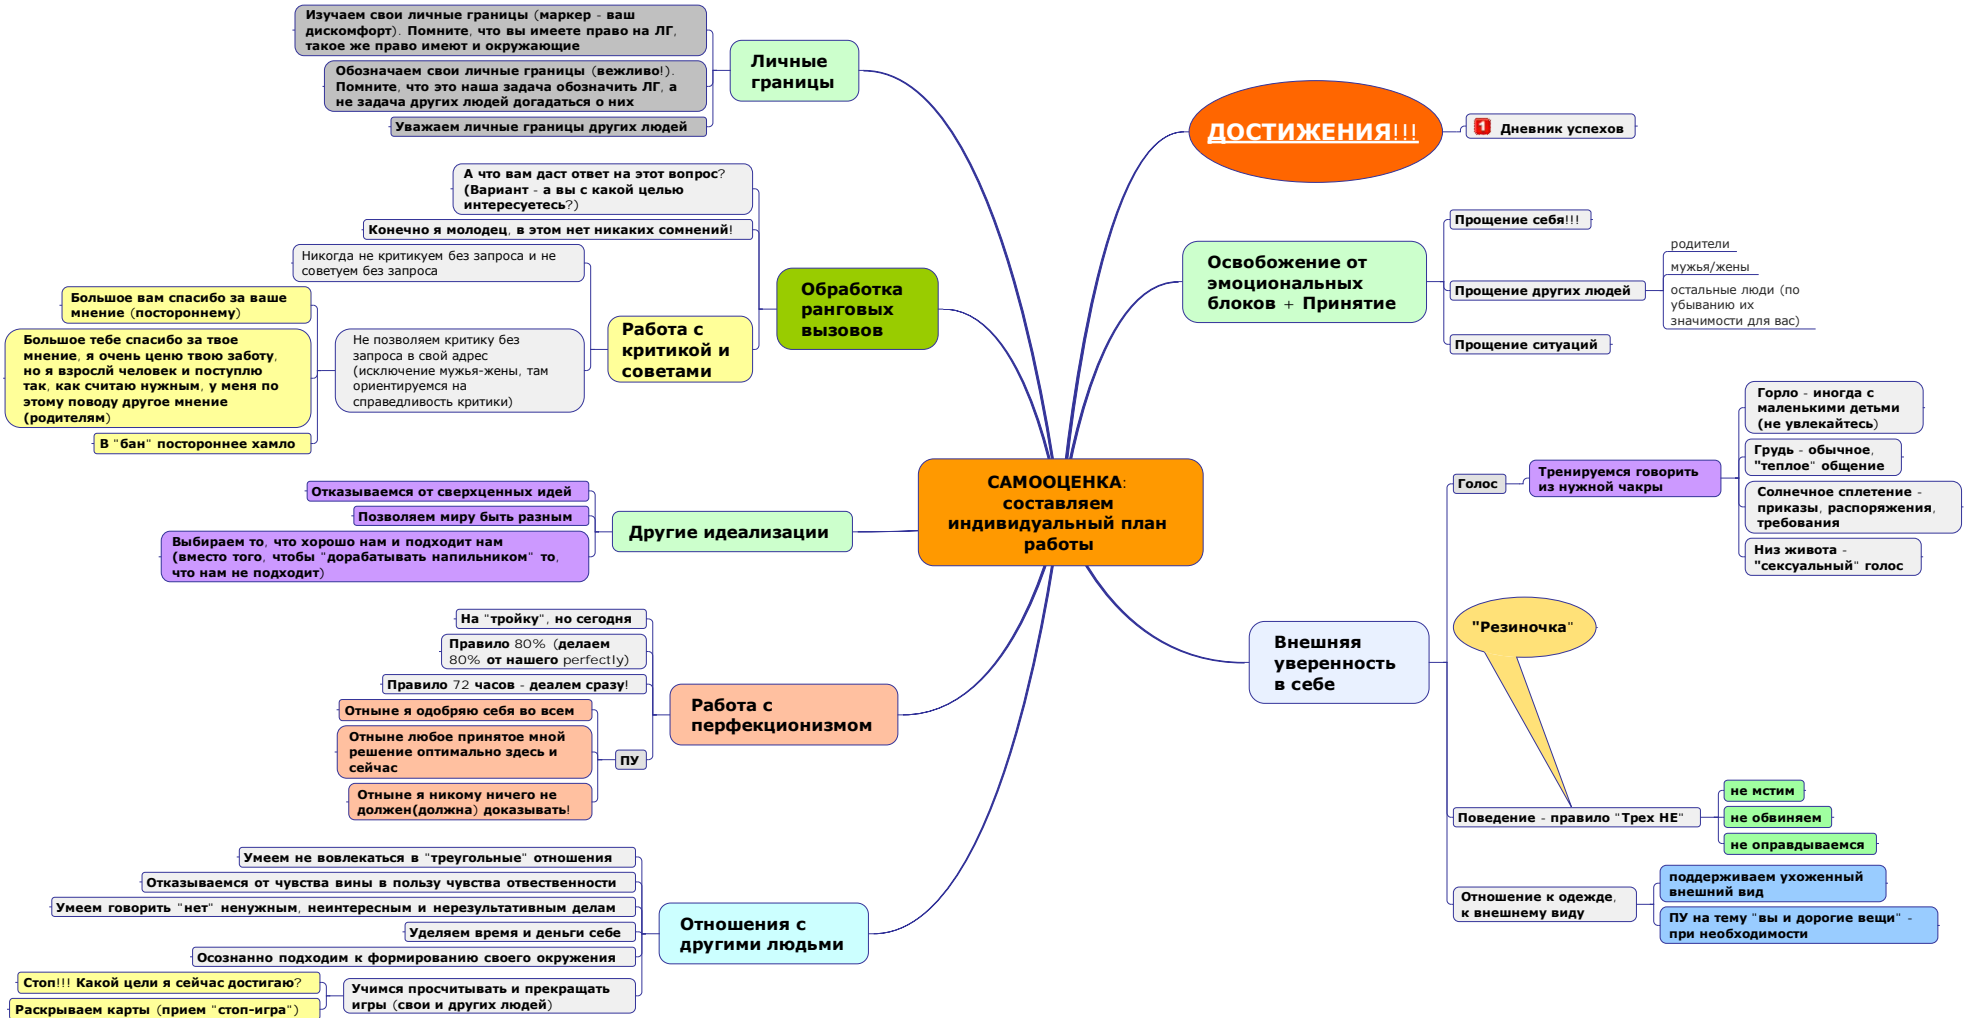 САМООЦЕНКА:
составляем
индивидуальный план
работы
ДОСТИЖЕНИЯ!!!
1 Дневник успехов
Освобожение от
эмоциональных
блоков + Принятие
Прощение себя!!!
Прощение других людей
родители
мужья/жены
остальные люди (по
убыванию их
значимости для вас)
Прощение ситуаций
Внешняя
уверенность
в себе
Голос
Тренируемся говорить
из нужной чакры
Горло - иногда с
маленькими детьми
(не увлекайтесь)
Грудь - обычное,
"теплое" общение
Солнечное сплетение -
приказы, распоряжения,
требования
Низ живота -
"сексуальный" голос
"Резиночка"
Поведение - правило "Трех НЕ"
не мстим
не обвиняем
не оправдываемся
Отношение к одежде,
к внешнему виду
поддерживаем ухоженный
внешний вид
ПУ на тему "вы и дорогие вещи" -
при необходимости
Личные
границы
Изучаем свои личные границы (маркер - ваш
дискомфорт). Помните, что вы имеете право на ЛГ,
такое же право имеют и окружающие
Обозначаем свои личные границы (вежливо!).
Помните, что это наша задача обозначить ЛГ, а
не задача других людей догадаться о них
Уважаем личные границы других людей
Обработка
ранговых
вызовов
А что вам даст ответ на этот вопрос?
(Вариант - а вы с какой целью
интересуетесь?)
Конечно я молодец, в этом нет никаких сомнений!
Работа с
критикой и
советами
Никогда не критикуем без запроса и не
советуем без запроса
Не позволяем критику без
запроса в свой адрес
(исключение мужья-жены, там
ориентируемся на
справедливость критики)
Большое вам спасибо за ваше
мнение (постороннему)
Большое тебе спасибо за твое
мнение, я очень ценю твою заботу,
но я взрослй человек и поступлю
так, как считаю нужным, у меня по
этому поводу другое мнение
(родителям)
В "бан" постороннее хамло
Другие идеализации
Отказываемся от сверхценных идей
Позволяем миру быть разным
Выбираем то, что хорошо нам и подходит нам
(вместо того, чтобы "дорабатывать напильником" то,
что нам не подходит)
Работа с
перфекционизмом
На "тройку", но сегодня
Правило 80% (делаем
80% от нашего perfectly)
Правило 72 часов - деалем сразу!
ПУ
Отныне я одобряю себя во всем
Отныне любое принятое мной
решение оптимально здесь и
сейчас
Отныне я никому ничего не
должен(должна) доказывать!
Отношения с
другими людьми
Умеем не вовлекаться в "треугольные" отношения
Отказываемся от чувства вины в пользу чувства отвественности
Умеем говорить "нет" ненужным, неинтересным и нерезультативным делам
Уделяем время и деньги себе
Осознанно подходим к формированию своего окружения
Учимся просчитывать и прекращать
игры (свои и других людей)
Стоп!!! Какой цели я сейчас достигаю?
Раскрываем карты (прием "стоп-игра")